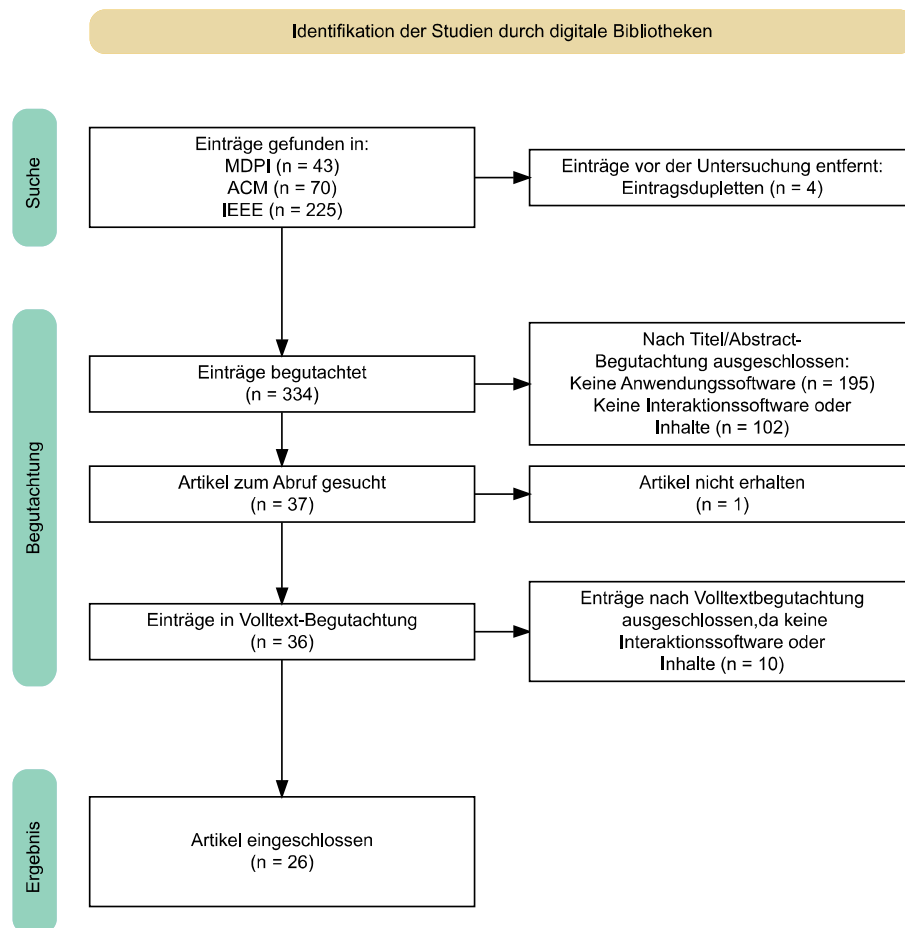 Identifikation der Studien durch digitale Bibliotheken
Suche
Einträge gefunden in:
MDPI (n = 43)
ACM (n = 70)
IEEE (n = 225)
Einträge vor der Untersuchung entfernt:
Eintragsdupletten (n = 4)
Begutachtung
Einträge begutachtet
(n = 334)
Nach Titel/Abstract-
Begutachtung ausgeschlossen:
Keine Anwendungssoftware (n = 195)
Keine Interaktionssoftware oder
Inhalte (n = 102)
Artikel zum Abruf gesucht
(n = 37)
Artikel nicht erhalten
(n = 1)
Einträge in Volltext-Begutachtung
(n = 36)
Enträge nach Volltextbegutachtung
ausgeschlossen,da keine
Interaktionssoftware oder
Inhalte (n = 10)
Ergebnis
Artikel eingeschlossen
(n = 26)